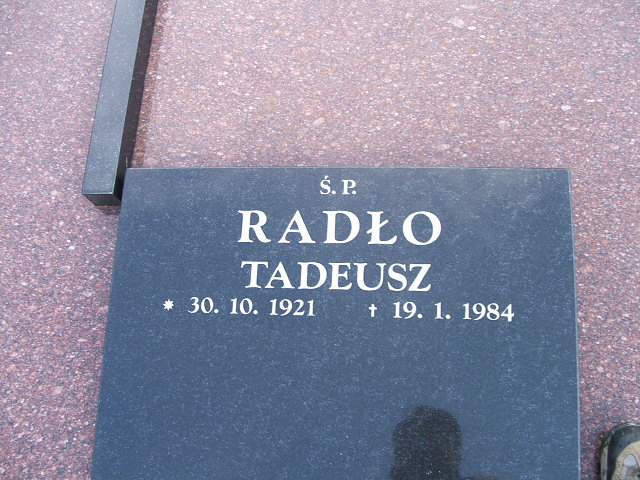 Ś. P.
RADŁO
TADEUSZ
* 30. 10. 1921 † 19. 1. 1984